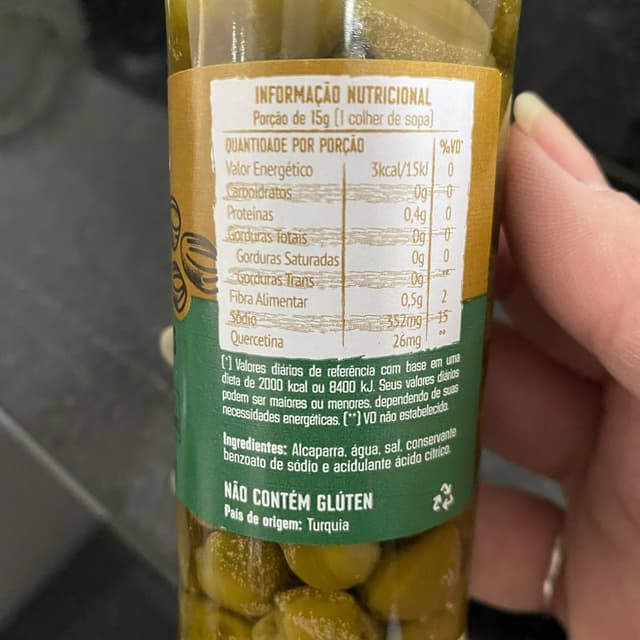 INFORMAÇÃO NUTRICIONAL
Porção de 15g (1 colher de sopa)
QUANTIDADE POR PORÇÃO %VD*
Valor Energético 3kcal/15kJ 0
Carboidratos 0g 0
Proteínas 0,4g 0
Gorduras Totais 0g 0
Gorduras Saturadas 0g 0
Gorduras Trans 0g **
Fibra Alimentar 0,5g 2
Sódio 352mg 15
Quercetina 26mg **
(*) Valores diários de referência com base em uma
dieta de 2000 kcal ou 8400 kJ. Seus valores diários
podem ser maiores ou menores, dependendo de suas
necessidades energéticas. (**) VD não estabelecido.
Ingredientes: Alcaparra, água, sal, conservante
benzoato de sódio e acidulante ácido cítrico.
NÃO CONTÉM GLÚTEN
País de origem: Turquia